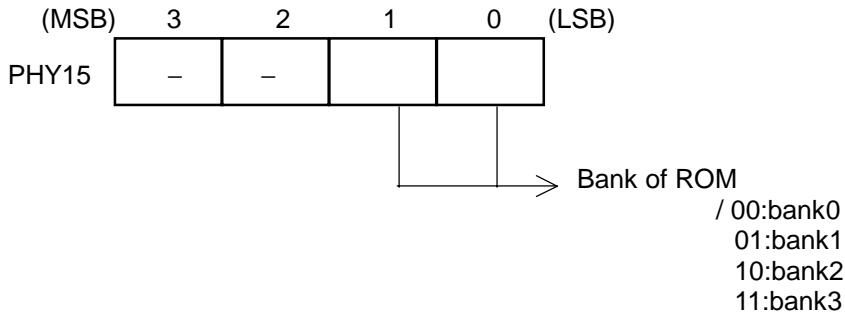 (MSB) 3 2 1 0 (LSB)
PHY15 – –
Bank of ROM
/ 00:bank0
01:bank1
10:bank2
11:bank3